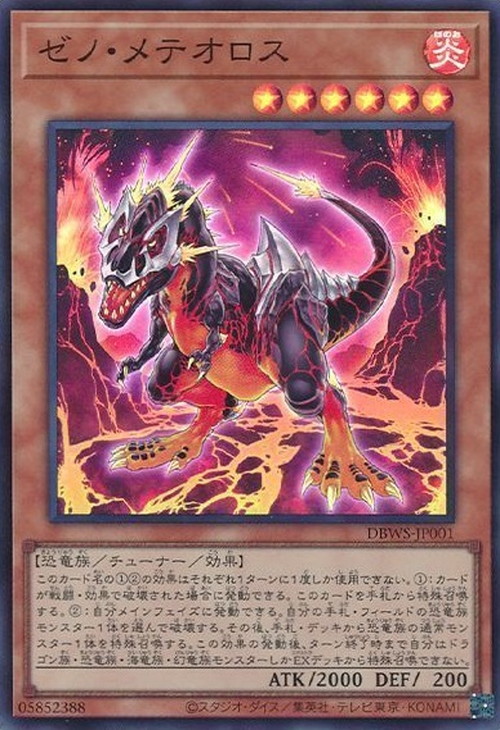 ゼノ・メテオロス
炎
DBWS-JP001
【恐竜族／チューナー／効果】
このカード名の①②の効果はそれぞれ1ターンに1度しか使用できない。①：カード
が戦闘・効果で破壊された場合に発動できる。このカードを手札から特殊召喚
する。②：自分メインフェイズに発動できる。自分の手札・フィールドの恐竜族モ
ンスター1体を選んで破壊する。その後、手札・デッキから恐竜族の通常モン
スター1体を特殊召喚する。この効果の発動後、ターン終了時まで自分はドラ
ゴン族・恐竜族・海竜族・幻竜族モンスターしかEXデッキから特殊召喚できない。
ATK/2000 DEF/ 200
05852388
©スタジオ・ダイス／集英社・テレビ東京・KONAMI